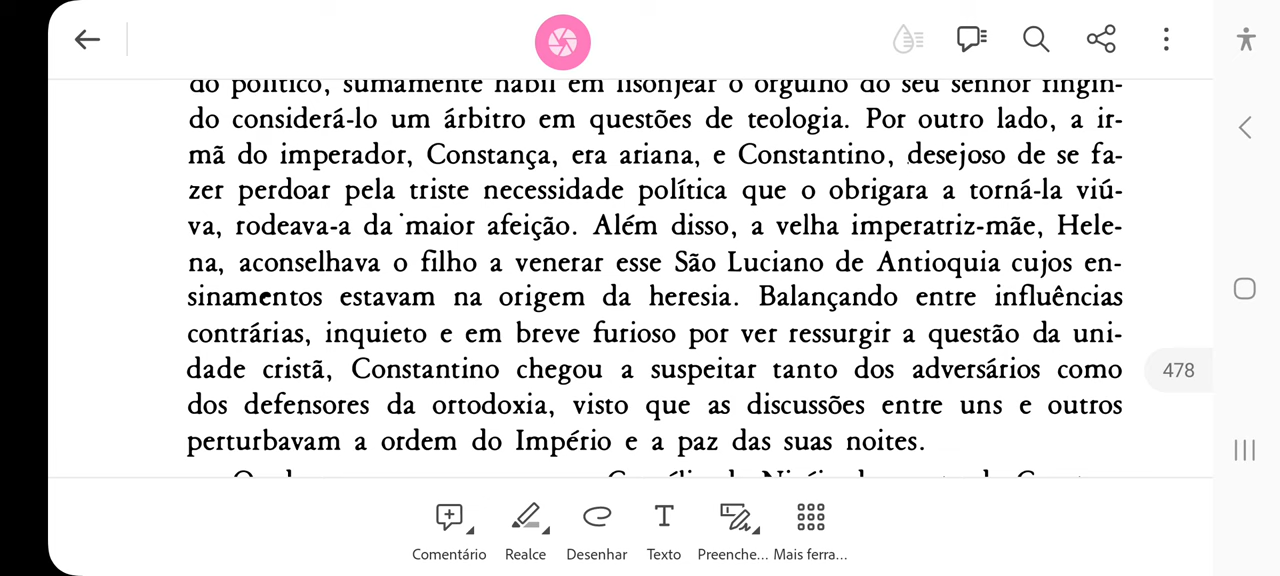 do político, sumamente hábil em lisonjear o orgulho do seu senhor fingin-
do considerá-lo um árbitro em questões de teologia. Por outro lado, a ir-
mã do imperador, Constança, era ariana, e Constantino, desejoso de se fa-
zer perdoar pela triste necessidade política que o obrigara a torná-la viú-
va, rodeava-a da maior afeição. Além disso, a velha imperatriz-mãe, Hele-
na, aconselhava o filho a venerar esse São Luciano de Antioquia cujos en-
sinamentos estavam na origem da heresia. Balançando entre influências
contrárias, inquieto e em breve furioso por ver ressurgir a questão da uni-
dade cristã, Constantino chegou a suspeitar tanto dos adversários como
478
dos defensores da ortodoxia, visto que as discussões entre uns e outros
perturbavam a ordem do Império e a paz das suas noites.
Comentário Realce Desenhar Texto Preenche... Mais ferra...